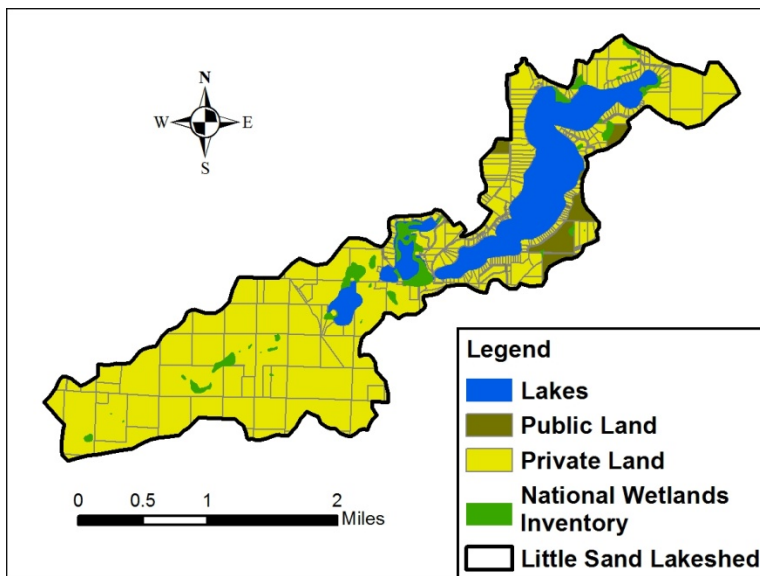 N
W E
S
Legend
Lakes
Public Land
Private Land
National Wetlands
Inventory
Little Sand Lakeshed
0 0.5 1 2
Miles